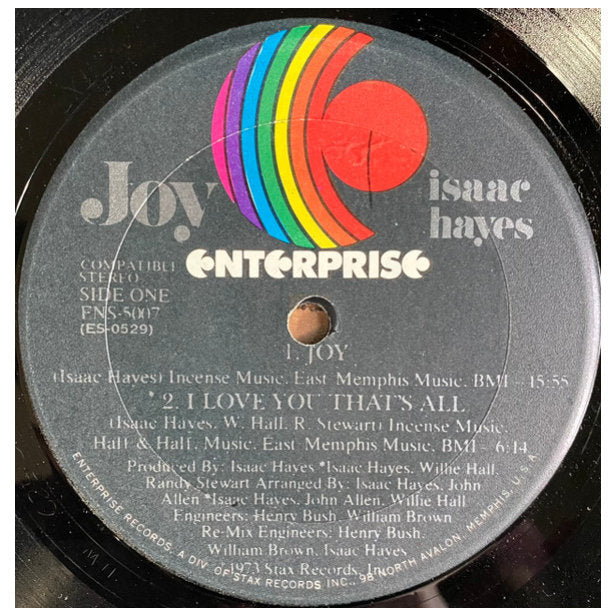 Joy
isaac
hayes
ENTERPRISE
COMPATIBLE
STEREO
SIDE ONE
ENS-5007
(ES-0529)
1. JOY
(Isaac Hayes) Incense Music, East Memphis Music, BMI – 15:55
*2. I LOVE YOU THAT'S ALL
(Isaac Hayes, W. Hall, R. Stewart) Incense Music,
Half & Half, Music, East Memphis Music, BMI – 6:14
Produced By: Isaac Hayes *Isaac Hayes, Willie Hall,
Randy Stewart Arranged By: Isaac Hayes, John
Allen *Isaac Hayes, John Allen, Willie Hall
Engineers: Henry Bush, William Brown
Re-Mix Engineers: Henry Bush,
William Brown, Isaac Hayes
1973 Stax Records, Inc.
ENTERPRISE RECORDS, A DIV. OF STAX RECORDS INC., 98 NORTH AVALON, MEMPHIS, U.S.A.